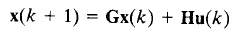 x(k + 1) = Gx(k) + Hu(k)